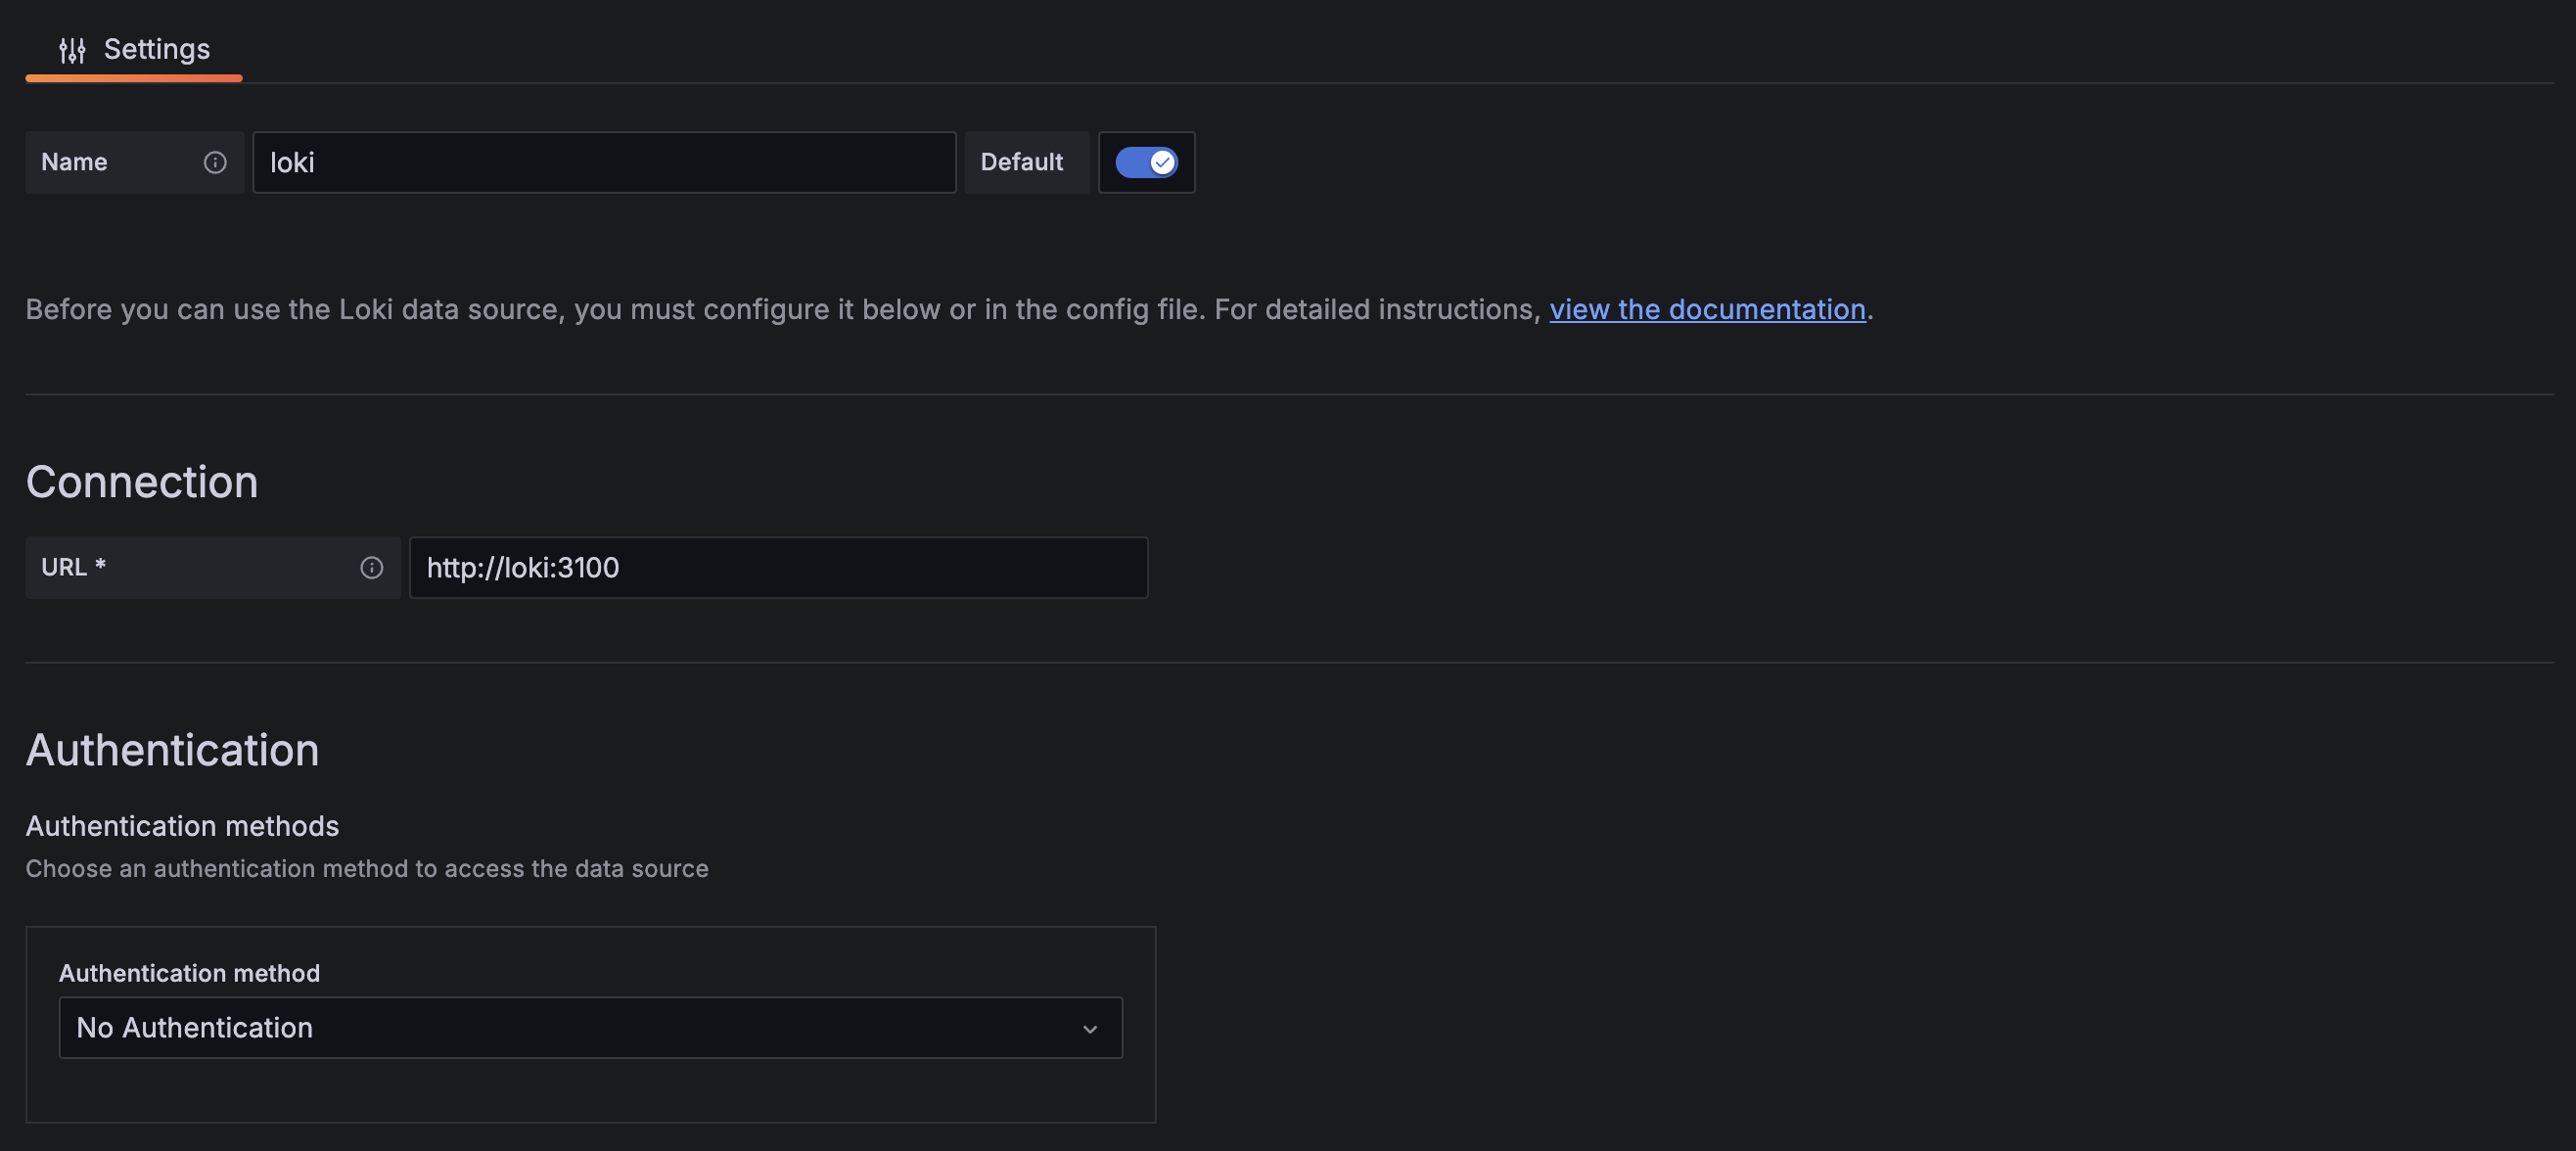 Settings
Name loki Default
Before you can use the Loki data source, you must configure it below or in the config file. For detailed instructions, view the documentation.
Connection
URL * http://loki:3100
Authentication
Authentication methods
Choose an authentication method to access the data source
Authentication method
No Authentication